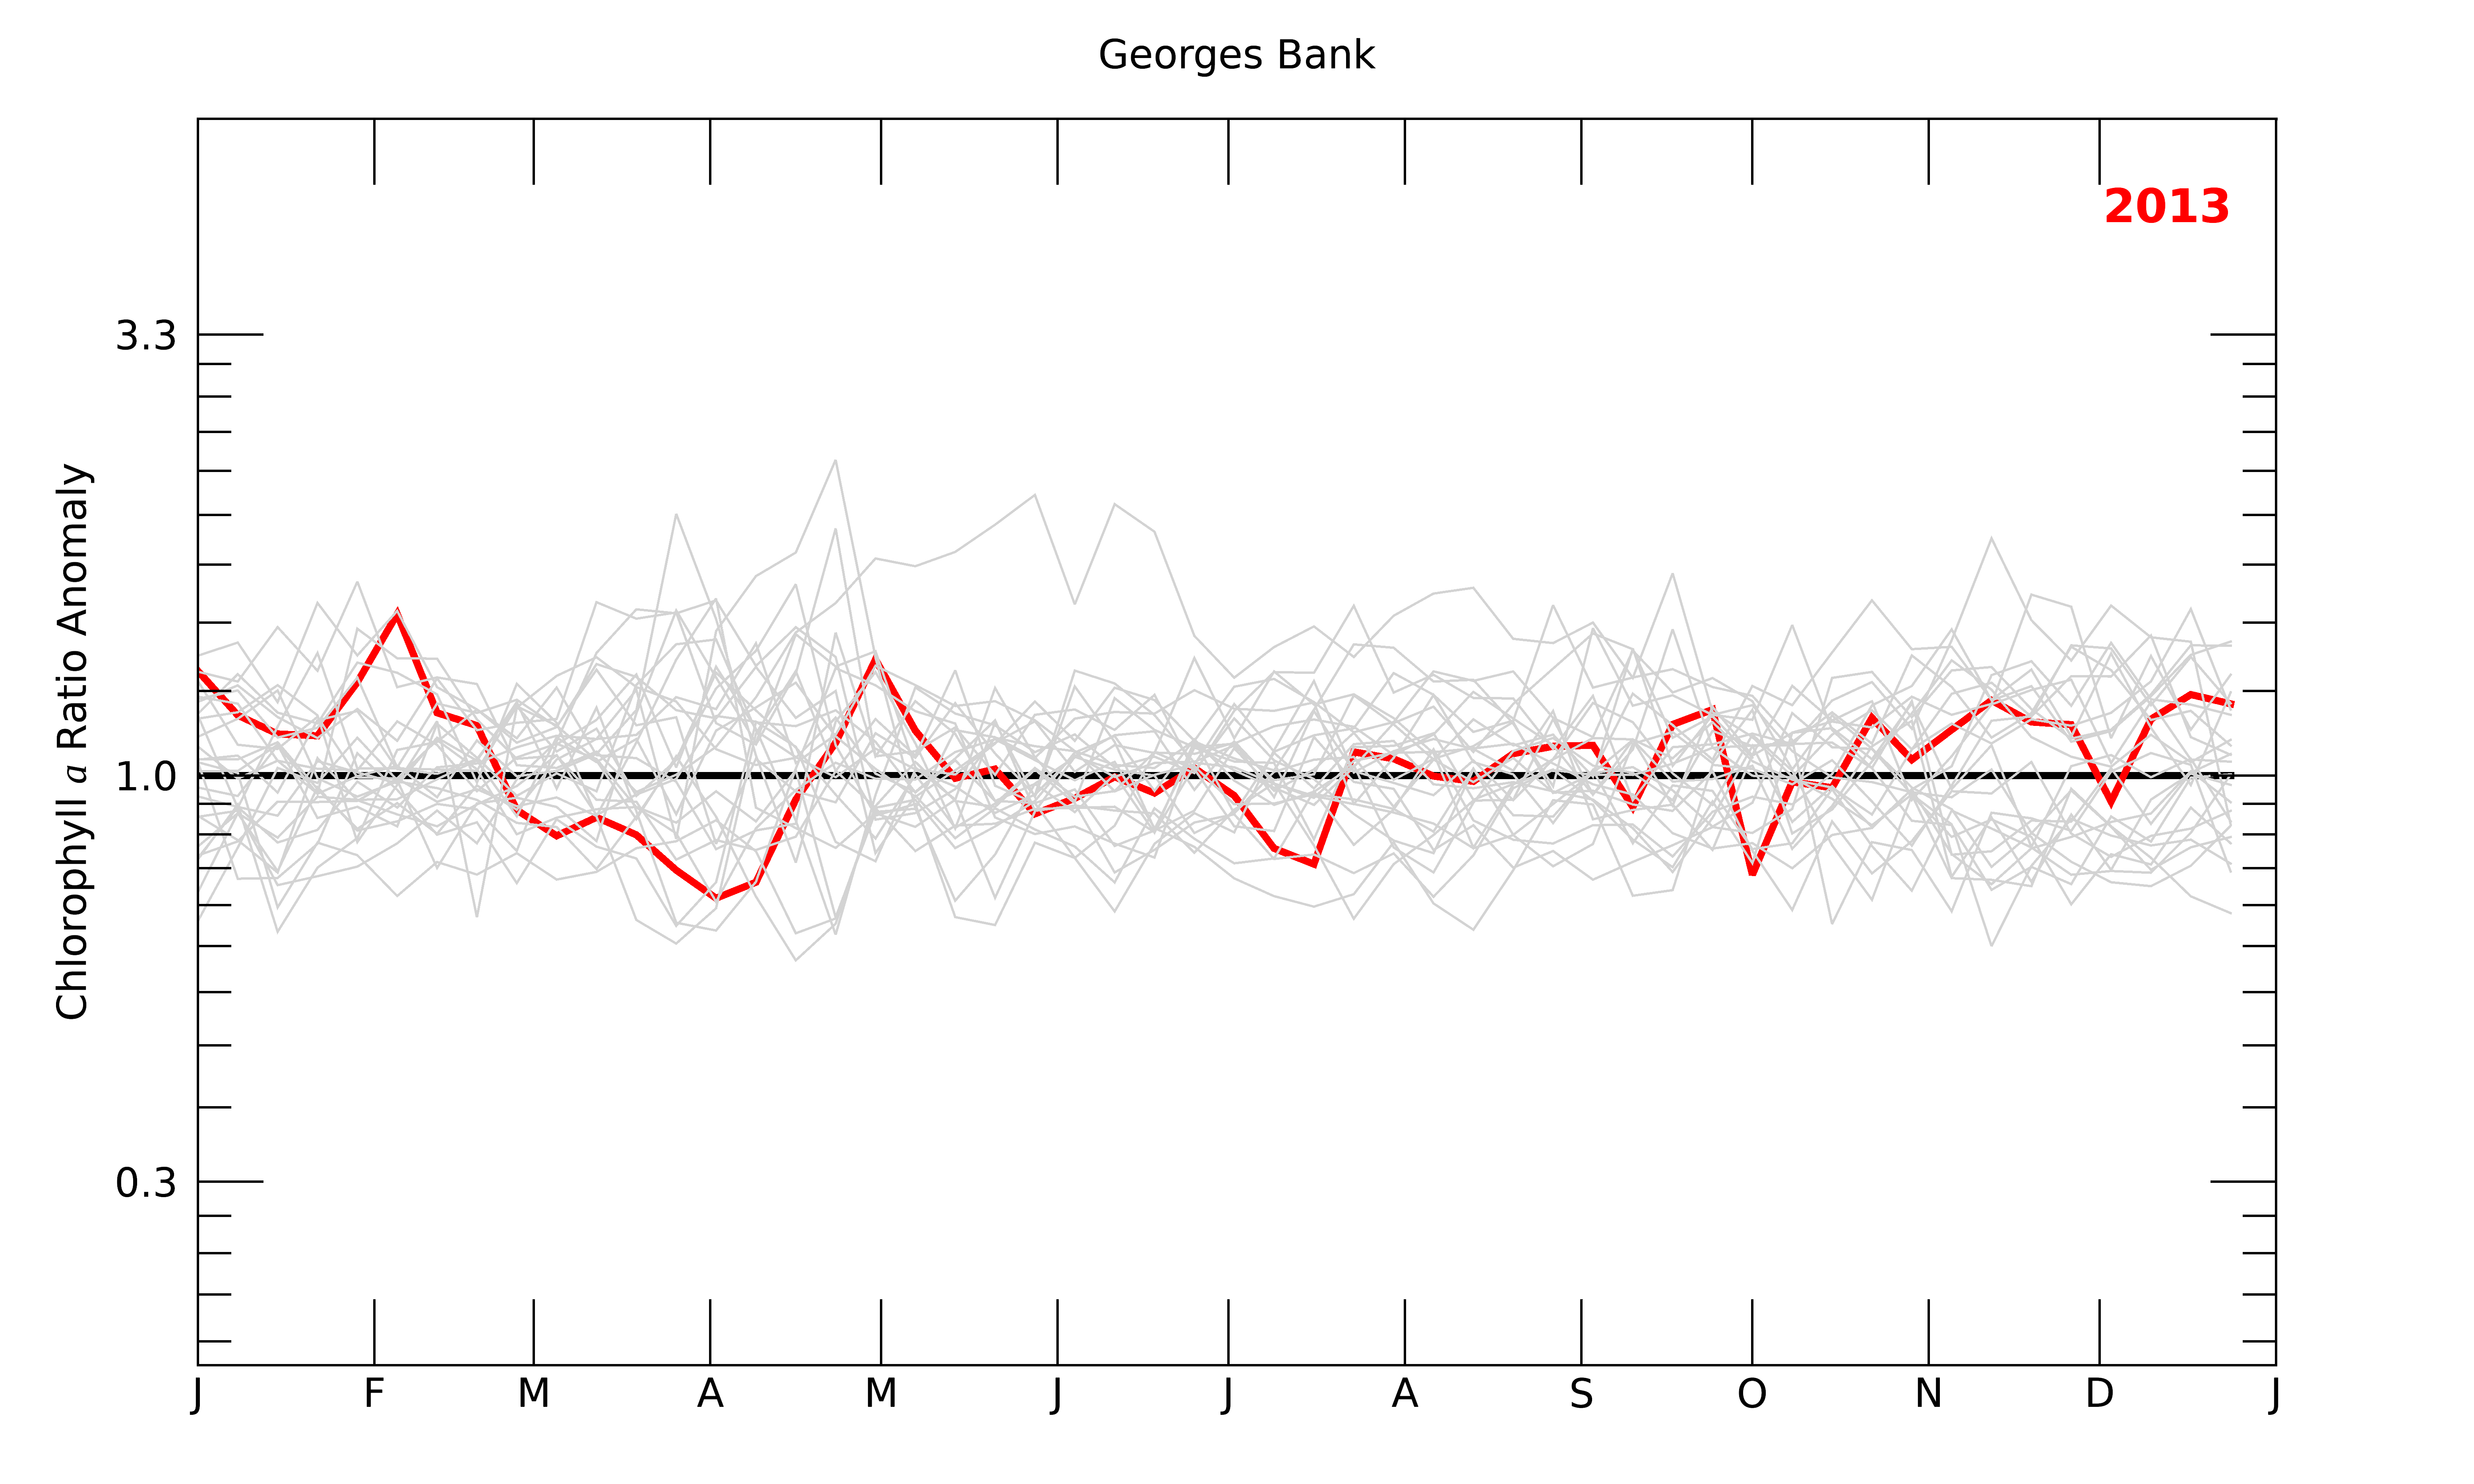 Georges Bank
2013
Chlorophyll a Ratio Anomaly
3.3
1.0
0.3
J F M A M J J A S O N D J